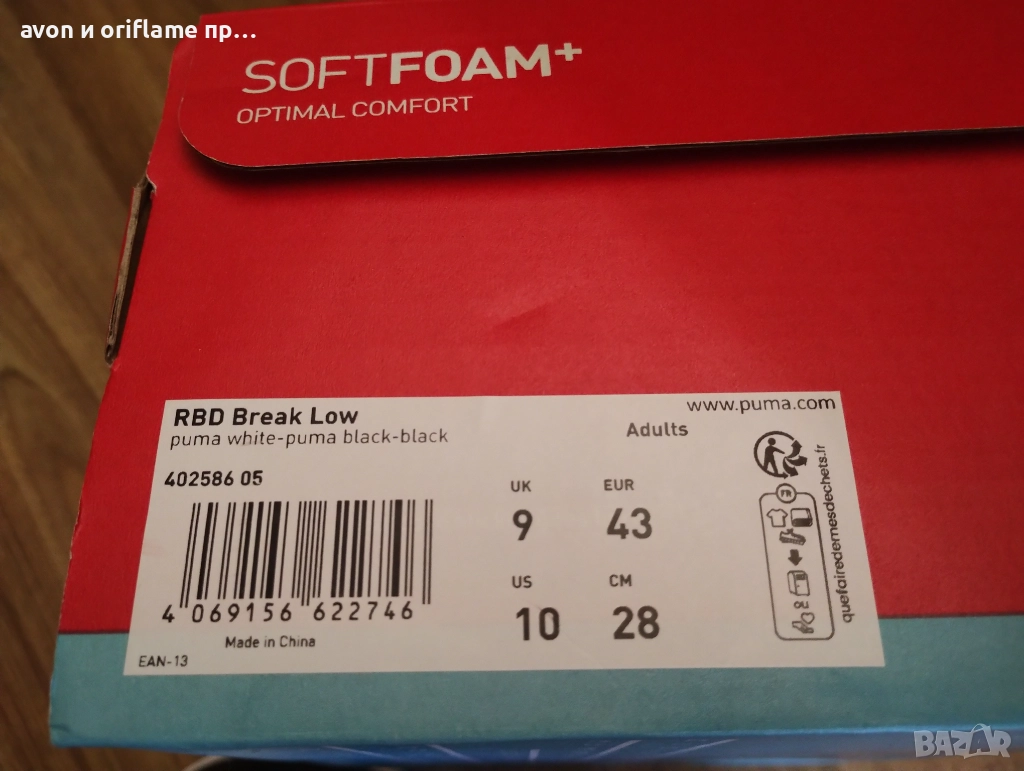 avon и oriflame пр...
SOFTFOAM+
OPTIMAL COMFORT
RBD Break Low
puma white-puma black-black
402586 05
4 069156 622746
Made in China
EAN-13
www.puma.com
Adults
UK
9
EUR
43
US
10
CM
28
FR
quefairedemesdechets.fr
BAZAR